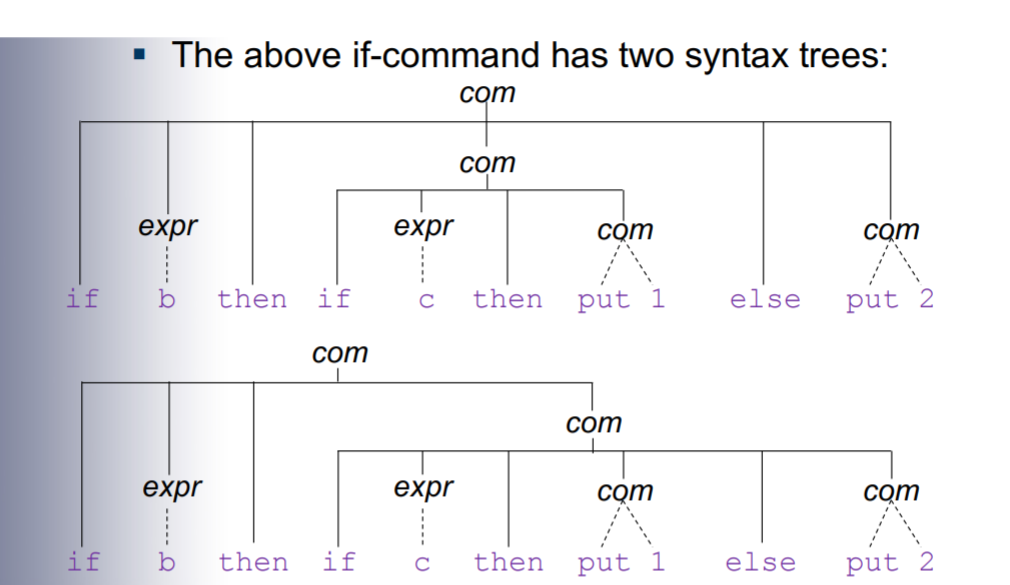 ▪ The above if-command has two syntax trees:
com
com
expr expr com com
if b then if c then put 1 else put 2
com
com
expr expr com com
if b then if c then put 1 else put 2